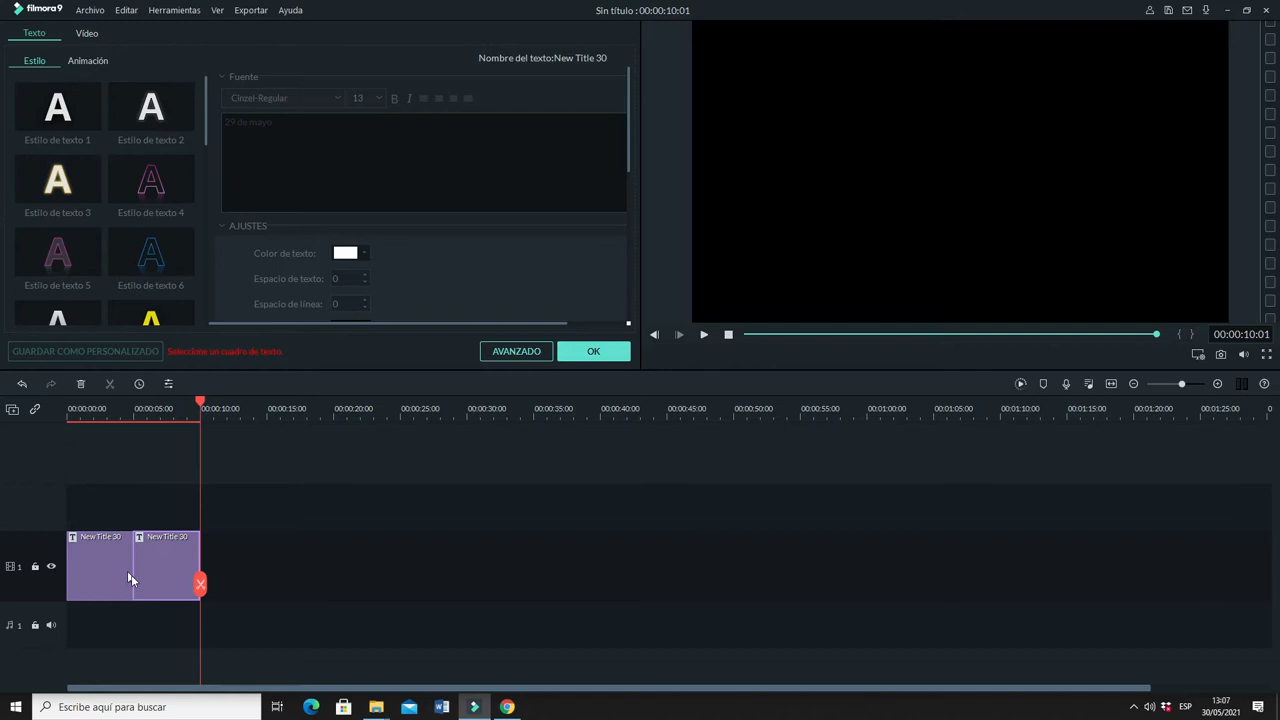 filmora9 Archivo Editar Herramientas Ver Exportar Ayuda Sin título : 00:00:10:01
Texto Vídeo
Estilo Animación Nombre del texto:New Title 30
Fuente
Cinzel-Regular 13 B I
29 de mayo
A A
Estilo de texto 1 Estilo de texto 2
A A
Estilo de texto 3 Estilo de texto 4
AJUSTES
A A
Color de texto:
Espacio de texto: 0
Estilo de texto 5 Estilo de texto 6
Espacio de línea: 0
00:00:10:01
GUARDAR COMO PERSONALIZADO Seleccione un cuadro de texto. AVANZADO OK
00:00:00:00 00:00:05:00 00:00:10:00 00:00:15:00 00:00:20:00 00:00:25:00 00:00:30:00 00:00:35:00 00:00:40:00 00:00:45:00 00:00:50:00 00:00:55:00 00:01:00:00 00:01:05:00 00:01:10:00 00:01:15:00 00:01:20:00 00:01:25:00 0
T New Title 30 T New Title 30
1
1
Escribe aquí para buscar ESP 13:07
30/05/2021